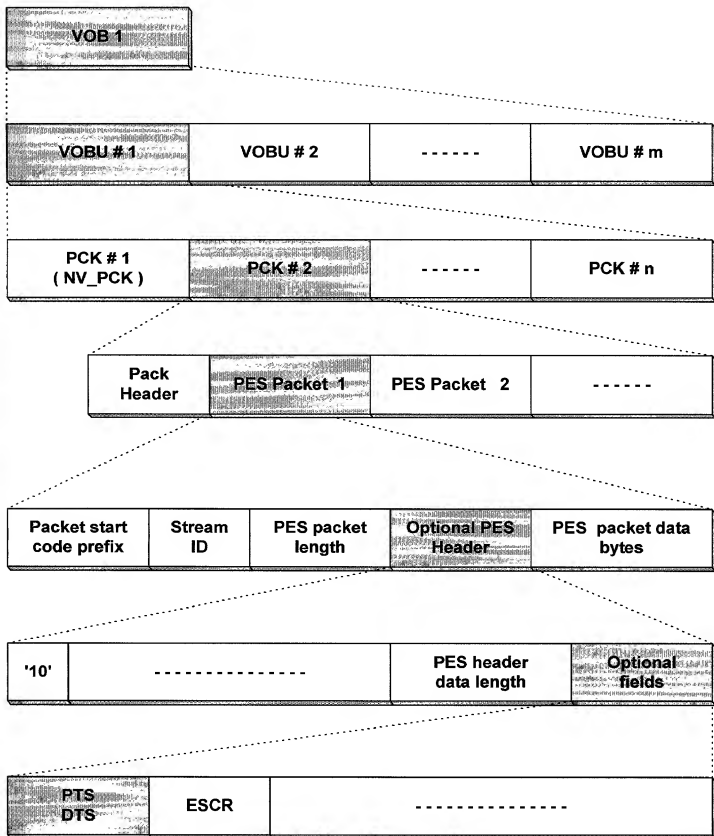 VOB 1
VOBU # 1 VOBU # 2 ------ VOBU # m
PCK # 1
( NV_PCK ) PCK # 2 ------ PCK # n
Pack
Header PES Packet 1 PES Packet 2 ------
Packet start
code prefix Stream
ID PES packet
length Optional PES
Header PES packet data
bytes
'10' --------------- PES header
data length Optional
fields
PTS
DTS ESCR ---------------